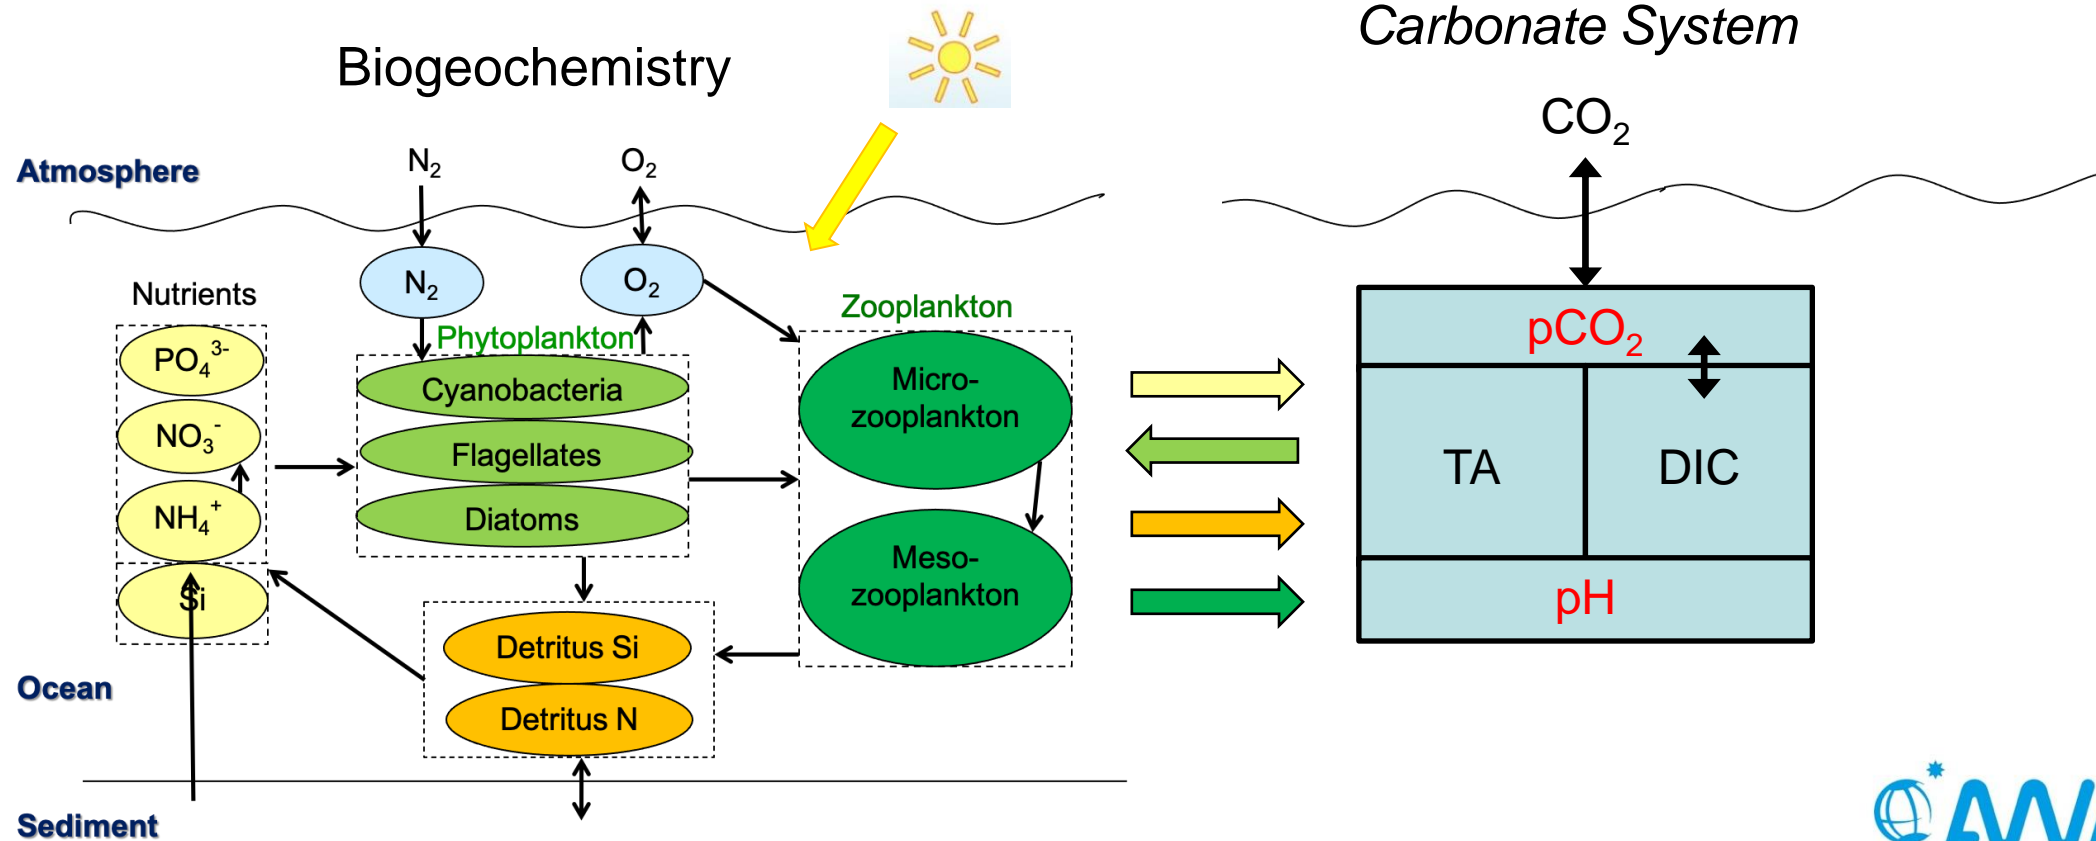 Biogeochemistry
Carbonate System
CO₂
Atmosphere
N₂
O₂
Nutrients
N₂
O₂
Phytoplankton
Zooplankton
PO₄³⁻
NO₃⁻
NH₄⁺
Si
Cyanobacteria
Flagellates
Diatoms
Micro-
zooplankton
Meso-
zooplankton
Detritus Si
Detritus N
pCO₂
TA
DIC
pH
Ocean
Sediment